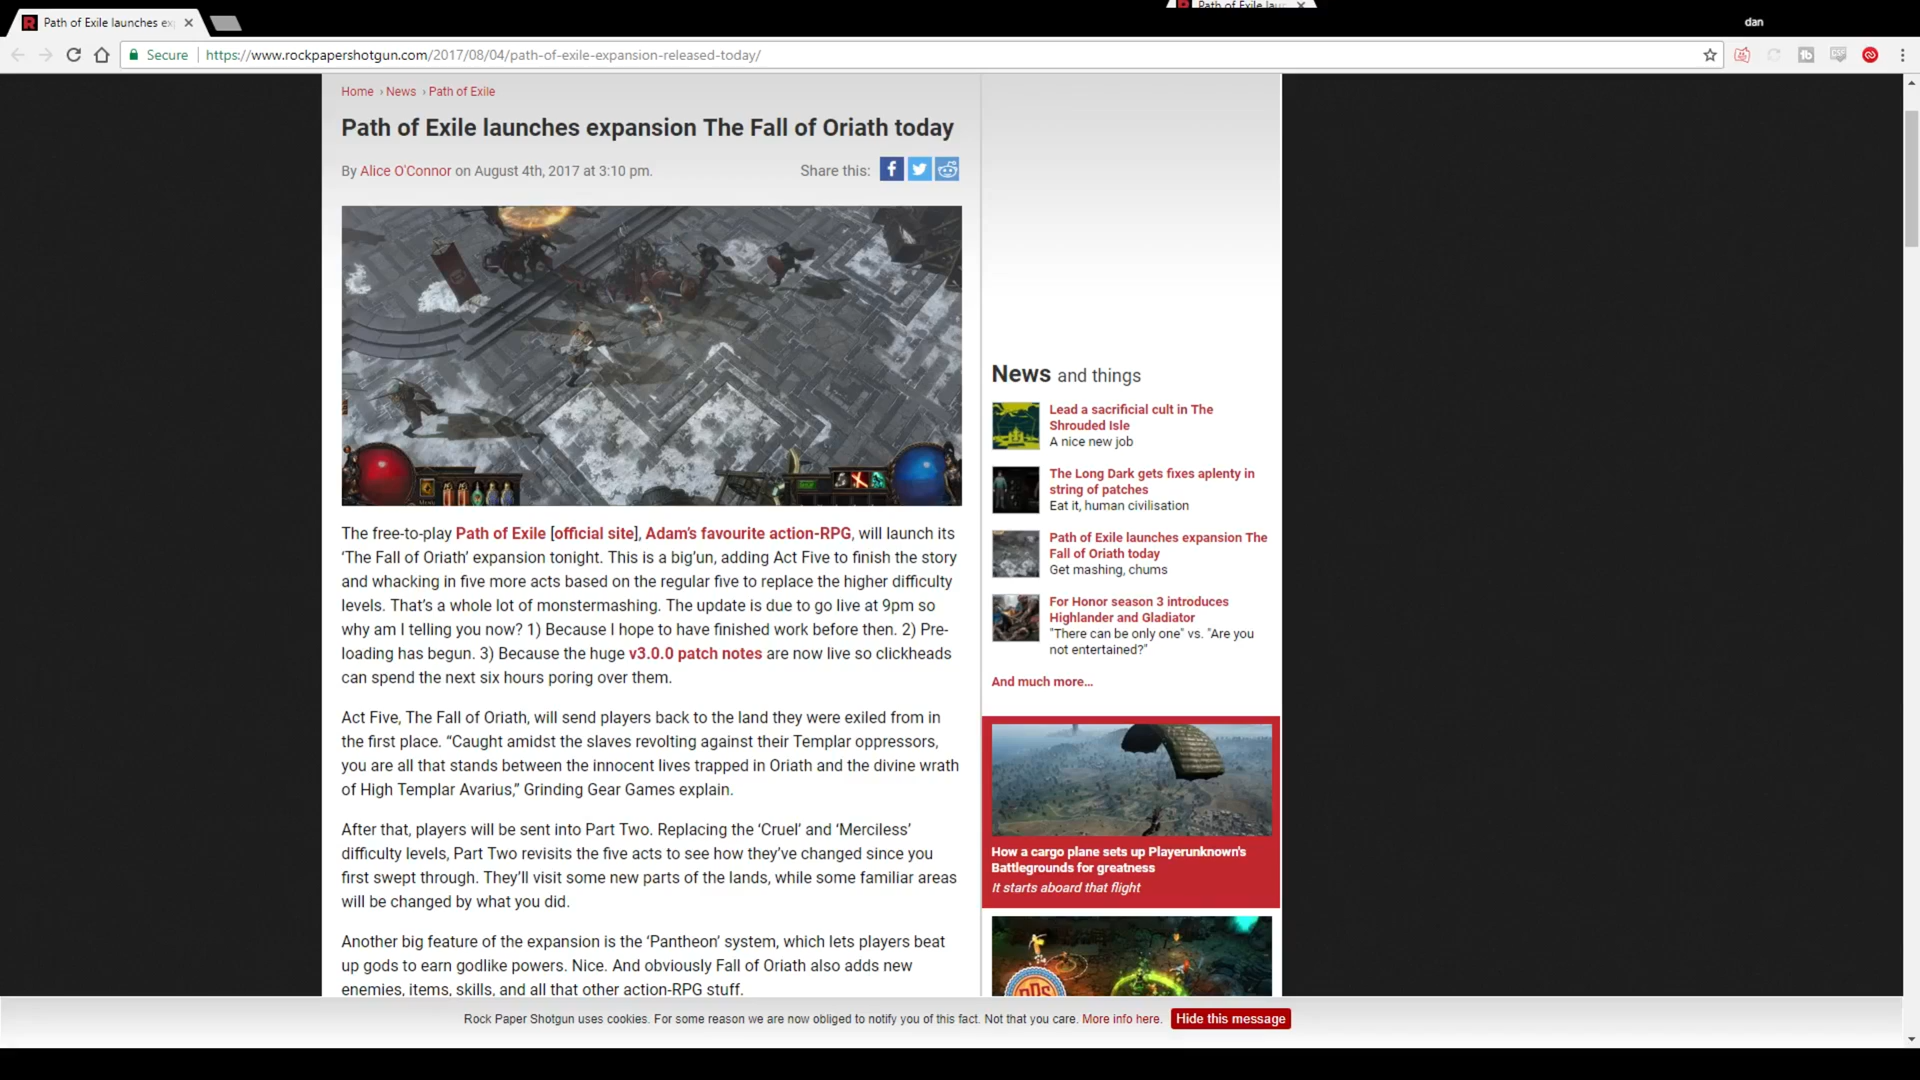 Path of Exile launches ex
Path of Exile laun
dan
Secure
https://www.rockpapershotgun.com/2017/08/04/path-of-exile-expansion-released-today/
Home › News › Path of Exile
Path of Exile launches expansion The Fall of Oriath today
By Alice O'Connor on August 4th, 2017 at 3:10 pm.
Share this:
The free-to-play Path of Exile [official site], Adam’s favourite action-RPG, will launch its
‘The Fall of Oriath’ expansion tonight. This is a big’un, adding Act Five to finish the story
and whacking in five more acts based on the regular five to replace the higher difficulty
levels. That’s a whole lot of monstermashing. The update is due to go live at 9pm so
why am I telling you now? 1) Because I hope to have finished work before then. 2) Pre-
loading has begun. 3) Because the huge v3.0.0 patch notes are now live so clickheads
can spend the next six hours poring over them.
Act Five, The Fall of Oriath, will send players back to the land they were exiled from in
the first place. “Caught amidst the slaves revolting against their Templar oppressors,
you are all that stands between the innocent lives trapped in Oriath and the divine wrath
of High Templar Avarius,” Grinding Gear Games explain.
After that, players will be sent into Part Two. Replacing the ‘Cruel’ and ‘Merciless’
difficulty levels, Part Two revisits the five acts to see how they’ve changed since you
first swept through. They’ll visit some new parts of the lands, while some familiar areas
will be changed by what you did.
Another big feature of the expansion is the ‘Pantheon’ system, which lets players beat
up gods to earn godlike powers. Nice. And obviously Fall of Oriath also adds new
enemies, items, skills, and all that other action-RPG stuff.
News and things
Lead a sacrificial cult in The
Shrouded Isle
A nice new job
The Long Dark gets fixes aplenty in
string of patches
Eat it, human civilisation
Path of Exile launches expansion The
Fall of Oriath today
Get mashing, chums
For Honor season 3 introduces
Highlander and Gladiator
"There can be only one" vs. "Are you
not entertained?"
And much more...
How a cargo plane sets up Playerunknown's
Battlegrounds for greatness
It starts aboard that flight
Rock Paper Shotgun uses cookies. For some reason we are now obliged to notify you of this fact. Not that you care. More info here.
Hide this message